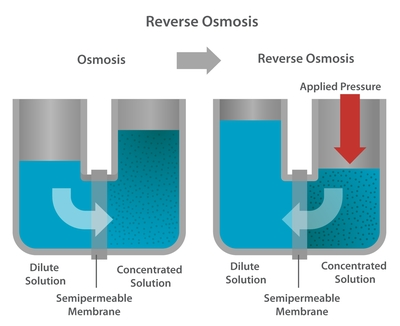 Reverse Osmosis
Osmosis
Reverse Osmosis
Applied Pressure
Dilute
Solution
Concentrated
Solution
Semipermeable
Membrane
Dilute
Solution
Concentrated
Solution
Semipermeable
Membrane